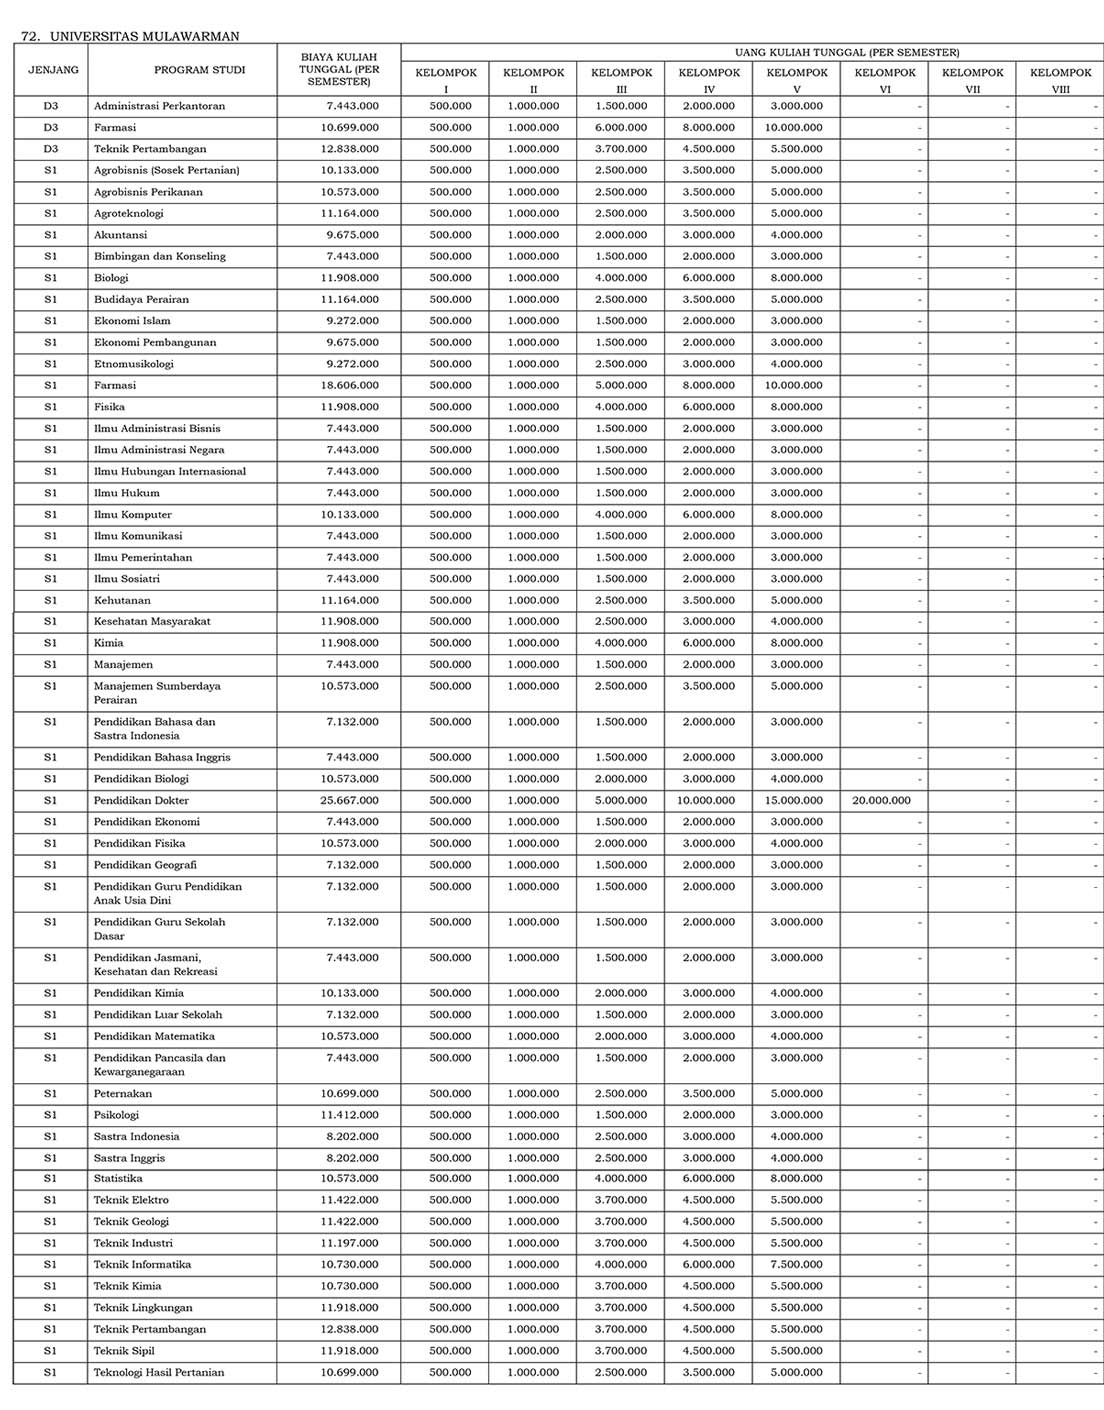 72. UNIVERSITAS MULAWARMAN
JENJANG PROGRAM STUDI BIAYA KULIAH TUNGGAL (PER SEMESTER) UANG KULIAH TUNGGAL (PER SEMESTER)
KELOMPOK I KELOMPOK II KELOMPOK III KELOMPOK IV KELOMPOK V KELOMPOK VI KELOMPOK VII KELOMPOK VIII
D3 Administrasi Perkantoran 7.443.000 500.000 1.000.000 1.500.000 2.000.000 3.000.000 - - -
D3 Farmasi 10.699.000 500.000 1.000.000 6.000.000 8.000.000 10.000.000 - - -
D3 Teknik Pertambangan 12.838.000 500.000 1.000.000 3.700.000 4.500.000 5.500.000 - - -
S1 Agrobisnis (Sosek Pertanian) 10.133.000 500.000 1.000.000 2.500.000 3.500.000 5.000.000 - - -
S1 Agrobisnis Perikanan 10.573.000 500.000 1.000.000 2.500.000 3.500.000 5.000.000 - - -
S1 Agroteknologi 11.164.000 500.000 1.000.000 2.500.000 3.500.000 5.000.000 - - -
S1 Akuntansi 9.675.000 500.000 1.000.000 2.000.000 3.000.000 4.000.000 - - -
S1 Bimbingan dan Konseling 7.443.000 500.000 1.000.000 1.500.000 2.000.000 3.000.000 - - -
S1 Biologi 11.908.000 500.000 1.000.000 4.000.000 6.000.000 8.000.000 - - -
S1 Budidaya Perairan 11.164.000 500.000 1.000.000 2.500.000 3.500.000 5.000.000 - - -
S1 Ekonomi Islam 9.272.000 500.000 1.000.000 1.500.000 2.000.000 3.000.000 - - -
S1 Ekonomi Pembangunan 9.675.000 500.000 1.000.000 1.500.000 2.000.000 3.000.000 - - -
S1 Etnomusikologi 9.272.000 500.000 1.000.000 2.500.000 3.000.000 4.000.000 - - -
S1 Farmasi 18.606.000 500.000 1.000.000 5.000.000 8.000.000 10.000.000 - - -
S1 Fisika 11.908.000 500.000 1.000.000 4.000.000 6.000.000 8.000.000 - - -
S1 Ilmu Administrasi Bisnis 7.443.000 500.000 1.000.000 1.500.000 2.000.000 3.000.000 - - -
S1 Ilmu Administrasi Negara 7.443.000 500.000 1.000.000 1.500.000 2.000.000 3.000.000 - - -
S1 Ilmu Hubungan Internasional 7.443.000 500.000 1.000.000 1.500.000 2.000.000 3.000.000 - - -
S1 Ilmu Hukum 7.443.000 500.000 1.000.000 1.500.000 2.000.000 3.000.000 - - -
S1 Ilmu Komputer 10.133.000 500.000 1.000.000 4.000.000 6.000.000 8.000.000 - - -
S1 Ilmu Komunikasi 7.443.000 500.000 1.000.000 1.500.000 2.000.000 3.000.000 - - -
S1 Ilmu Pemerintahan 7.443.000 500.000 1.000.000 1.500.000 2.000.000 3.000.000 - - -
S1 Ilmu Sosiatri 7.443.000 500.000 1.000.000 1.500.000 2.000.000 3.000.000 - - -
S1 Kehutanan 11.164.000 500.000 1.000.000 2.500.000 3.500.000 5.000.000 - - -
S1 Kesehatan Masyarakat 11.908.000 500.000 1.000.000 2.500.000 3.000.000 4.000.000 - - -
S1 Kimia 11.908.000 500.000 1.000.000 4.000.000 6.000.000 8.000.000 - - -
S1 Manajemen 7.443.000 500.000 1.000.000 1.500.000 2.000.000 3.000.000 - - -
S1 Manajemen Sumberdaya 10.573.000 500.000 1.000.000 2.500.000 3.500.000 5.000.000 - - -
Perairan
S1 Pendidikan Bahasa dan 7.132.000 500.000 1.000.000 1.500.000 2.000.000 3.000.000 - - -
Sastra Indonesia
S1 Pendidikan Bahasa Inggris 7.443.000 500.000 1.000.000 1.500.000 2.000.000 3.000.000 - - -
S1 Pendidikan Biologi 10.573.000 500.000 1.000.000 2.000.000 3.000.000 4.000.000 - - -
S1 Pendidikan Dokter 25.667.000 500.000 1.000.000 5.000.000 10.000.000 15.000.000 20.000.000 - -
S1 Pendidikan Ekonomi 7.443.000 500.000 1.000.000 1.500.000 2.000.000 3.000.000 - - -
S1 Pendidikan Fisika 10.573.000 500.000 1.000.000 2.000.000 3.000.000 4.000.000 - - -
S1 Pendidikan Geografi 7.132.000 500.000 1.000.000 1.500.000 2.000.000 3.000.000 - - -
S1 Pendidikan Guru Pendidikan 7.132.000 500.000 1.000.000 1.500.000 2.000.000 3.000.000 - - -
Anak Usia Dini
S1 Pendidikan Guru Sekolah 7.132.000 500.000 1.000.000 1.500.000 2.000.000 3.000.000 - - -
Dasar
S1 Pendidikan Jasmani, 7.443.000 500.000 1.000.000 1.500.000 2.000.000 3.000.000 - - -
Kesehatan dan Rekreasi
S1 Pendidikan Kimia 10.133.000 500.000 1.000.000 2.000.000 3.000.000 4.000.000 - - -
S1 Pendidikan Luar Sekolah 7.132.000 500.000 1.000.000 1.500.000 2.000.000 3.000.000 - - -
S1 Pendidikan Matematika 10.573.000 500.000 1.000.000 2.000.000 3.000.000 4.000.000 - - -
S1 Pendidikan Pancasila dan 7.443.000 500.000 1.000.000 1.500.000 2.000.000 3.000.000 - - -
Kewarganegaraan
S1 Peternakan 10.699.000 500.000 1.000.000 2.500.000 3.500.000 5.000.000 - - -
S1 Psikologi 11.412.000 500.000 1.000.000 1.500.000 2.000.000 3.000.000 - - -
S1 Sastra Indonesia 8.202.000 500.000 1.000.000 2.500.000 3.000.000 4.000.000 - - -
S1 Sastra Inggris 8.202.000 500.000 1.000.000 2.500.000 3.000.000 4.000.000 - - -
S1 Statistika 10.573.000 500.000 1.000.000 4.000.000 6.000.000 8.000.000 - - -
S1 Teknik Elektro 11.422.000 500.000 1.000.000 3.700.000 4.500.000 5.500.000 - - -
S1 Teknik Geologi 11.422.000 500.000 1.000.000 3.700.000 4.500.000 5.500.000 - - -
S1 Teknik Industri 11.197.000 500.000 1.000.000 3.700.000 4.500.000 5.500.000 - - -
S1 Teknik Informatika 10.730.000 500.000 1.000.000 4.000.000 6.000.000 7.500.000 - - -
S1 Teknik Kimia 10.730.000 500.000 1.000.000 3.700.000 4.500.000 5.500.000 - - -
S1 Teknik Lingkungan 11.918.000 500.000 1.000.000 3.700.000 4.500.000 5.500.000 - - -
S1 Teknik Pertambangan 12.838.000 500.000 1.000.000 3.700.000 4.500.000 5.500.000 - - -
S1 Teknik Sipil 11.918.000 500.000 1.000.000 3.700.000 4.500.000 5.500.000 - - -
S1 Teknologi Hasil Pertanian 10.699.000 500.000 1.000.000 2.500.000 3.500.000 5.000.000 - - -